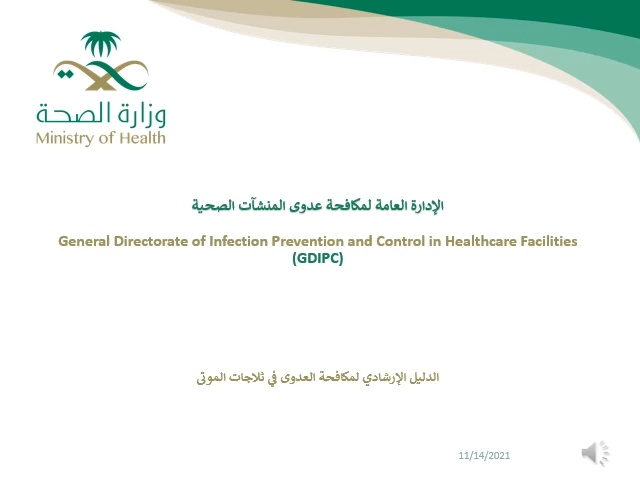 وزارة الصحة
Ministry of Health
الإدارة العامة لمكافحة عدوى المنشآت الصحية
General Directorate of Infection Prevention and Control in Healthcare Facilities
(GDIPC)
الدليل الإرشادي لمكافحة العدوى في ثلاجات الموتى
11/14/2021